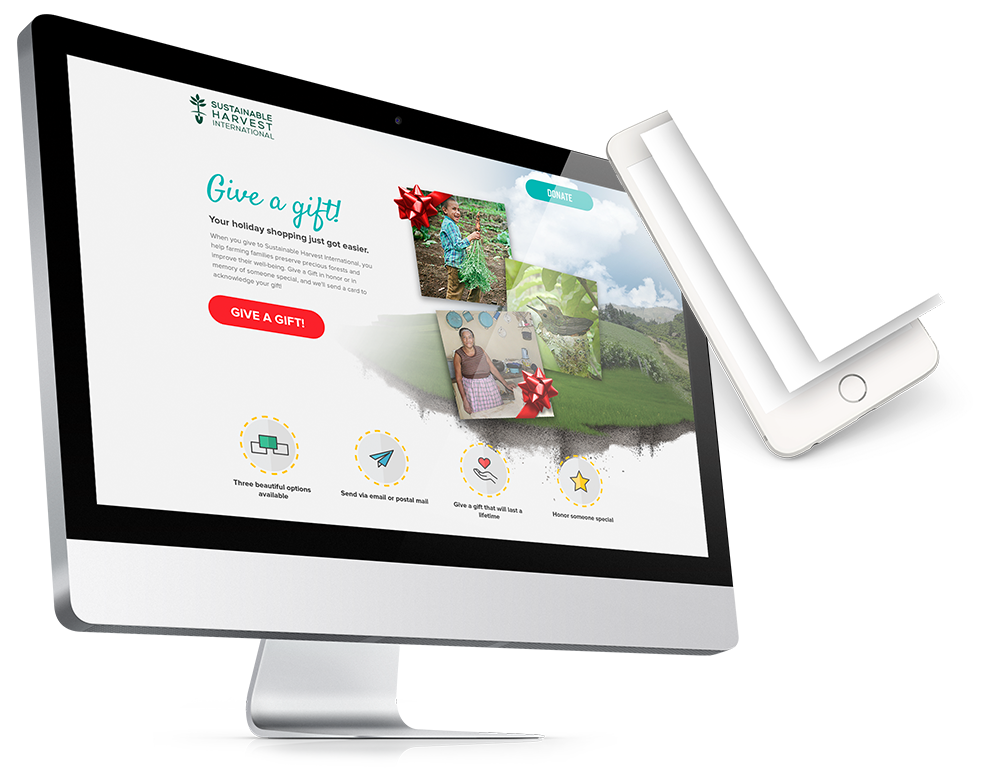 SUSTAINABLE
HARVEST
INTERNATIONAL
DONATE
Give a gift!
Your holiday shopping just got easier.
When you give to Sustainable Harvest International, you
help farming families preserve precious forests and
improve their well-being. Give a Gift in honor or in
memory of someone special, and we'll send a card to
acknowledge your gift!
GIVE A GIFT!
Three beautiful options
available
Send via email or postal mail
Give a gift that will last a
lifetime
Honor someone special